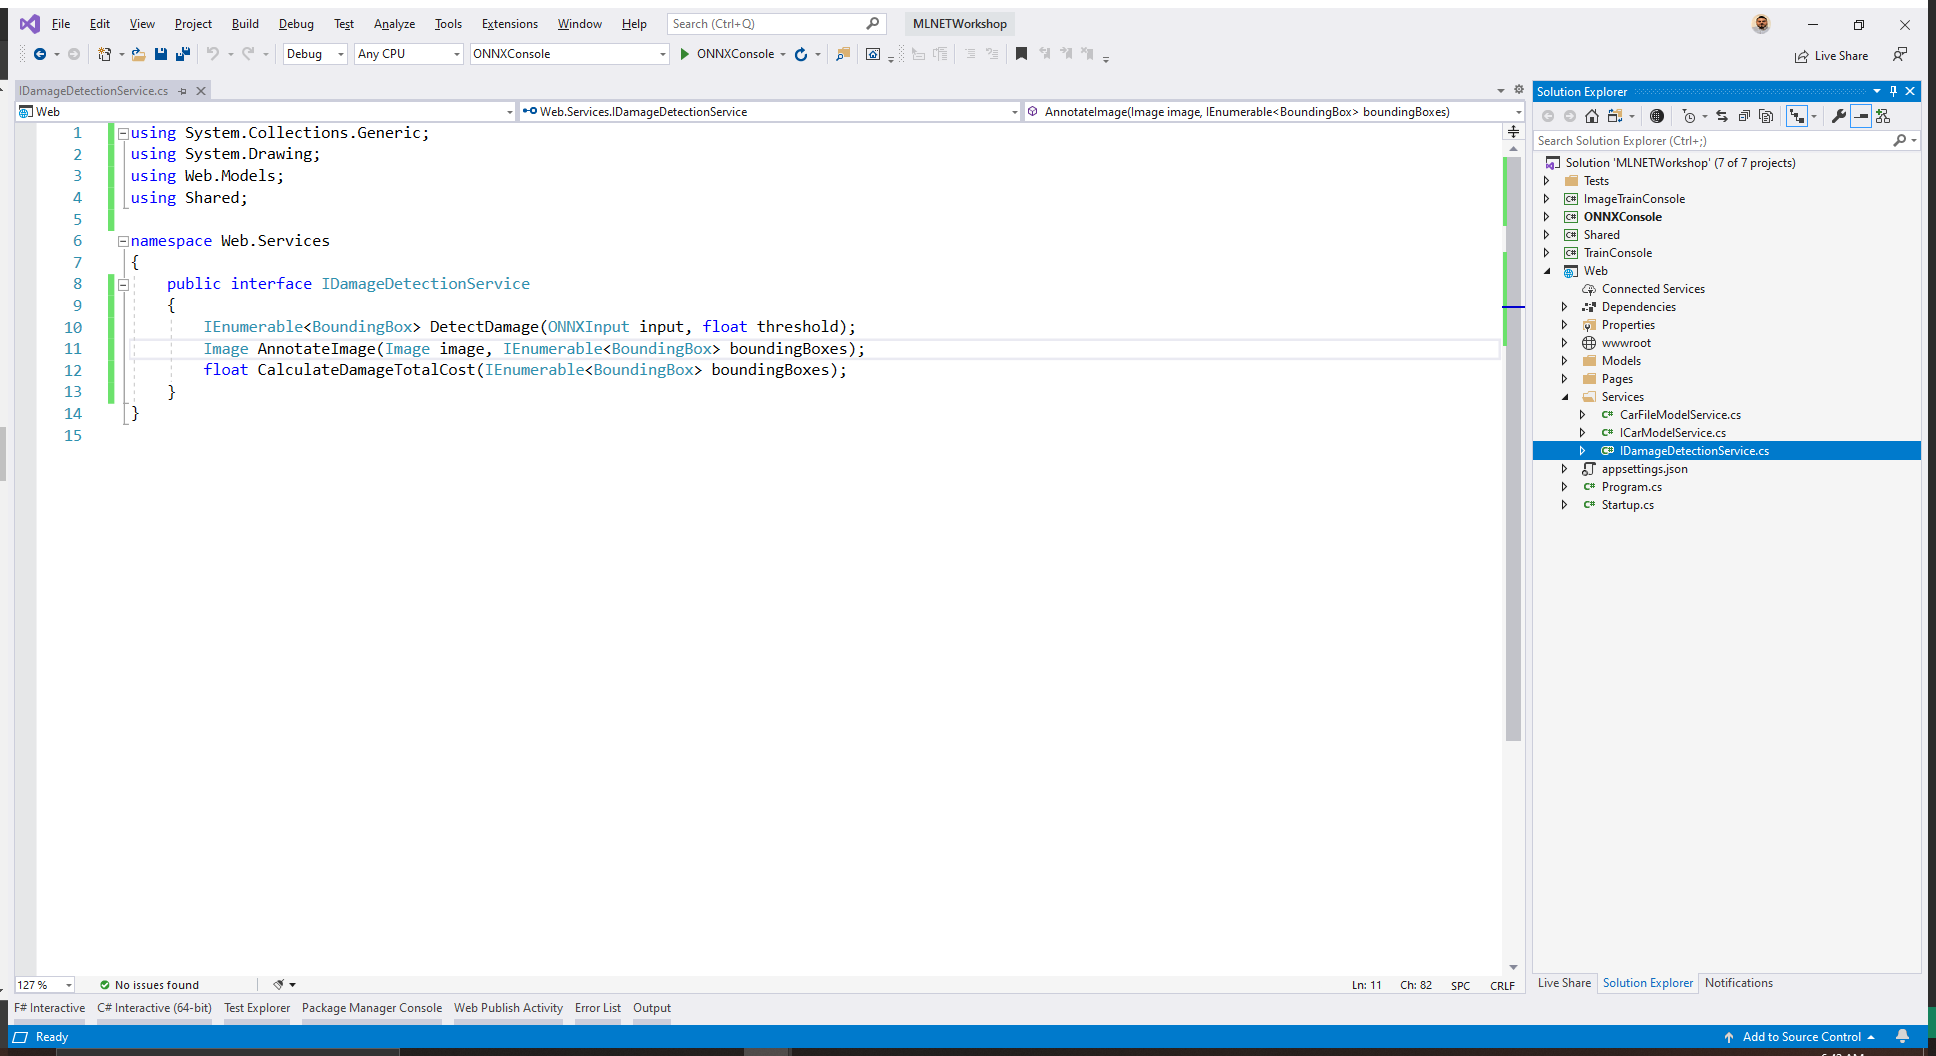 File Edit View Project Build Debug Test Analyze Tools Extensions Window Help Search (Ctrl+Q) MLNETWorkshop
Debug Any CPU ONNXConsole ONNXConsole Live Share
IDamageDetectionService.cs
Web Web.Services.IDamageDetectionService AnnotateImage(Image image, IEnumerable<BoundingBox> boundingBoxes)
1 using System.Collections.Generic;
2 using System.Drawing;
3 using Web.Models;
4 using Shared;
5
6 namespace Web.Services
7 {
8 public interface IDamageDetectionService
9 {
10 IEnumerable<BoundingBox> DetectDamage(ONNXInput input, float threshold);
11 Image AnnotateImage(Image image, IEnumerable<BoundingBox> boundingBoxes);
12 float CalculateDamageTotalCost(IEnumerable<BoundingBox> boundingBoxes);
13 }
14 }
15
127 % No issues found Ln: 11 Ch: 82 SPC CRLF
Solution Explorer
Search Solution Explorer (Ctrl+;)
Solution 'MLNETWorkshop' (7 of 7 projects)
Tests
C# ImageTrainConsole
C# ONNXConsole
C# Shared
C# TrainConsole
Web
Connected Services
Dependencies
Properties
wwwroot
Models
Pages
Services
C# CarFileModelService.cs
C# ICarModelService.cs
C# IDamageDetectionService.cs
appsettings.json
C# Program.cs
C# Startup.cs
Live Share Solution Explorer Notifications
F# Interactive C# Interactive (64-bit) Test Explorer Package Manager Console Web Publish Activity Error List Output
Ready Add to Source Control